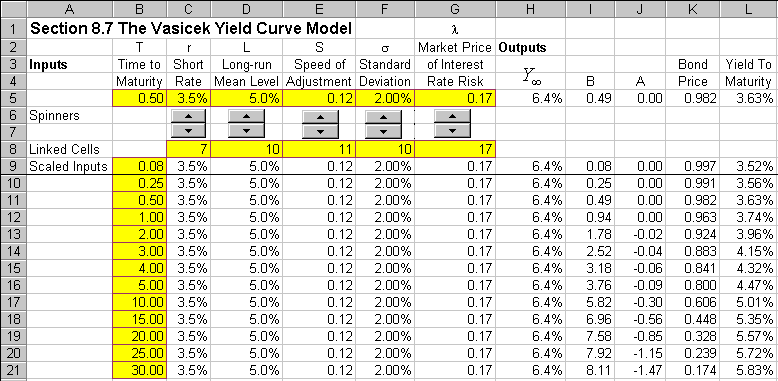 A B C D E F G H I J K L
1 Section 8.7 The Vasicek Yield Curve Model λ
2 T r L S σ Market Price Outputs
3 Inputs Time to Short Long-run Speed of Standard of Interest Bond Yield To
4 Maturity Rate Mean Level Adjustment Deviation Rate Risk Y∞ B A Price Maturity
5 0.50 3.5% 5.0% 0.12 2.00% 0.17 6.4% 0.49 0.00 0.982 3.63%
6 Spinners
7
8 Linked Cells 7 10 11 10 17
9 Scaled Inputs 0.08 3.5% 5.0% 0.12 2.00% 0.17 6.4% 0.08 0.00 0.997 3.52%
10 0.25 3.5% 5.0% 0.12 2.00% 0.17 6.4% 0.25 0.00 0.991 3.56%
11 0.50 3.5% 5.0% 0.12 2.00% 0.17 6.4% 0.49 0.00 0.982 3.63%
12 1.00 3.5% 5.0% 0.12 2.00% 0.17 6.4% 0.94 0.00 0.963 3.74%
13 2.00 3.5% 5.0% 0.12 2.00% 0.17 6.4% 1.78 -0.02 0.924 3.96%
14 3.00 3.5% 5.0% 0.12 2.00% 0.17 6.4% 2.52 -0.04 0.883 4.15%
15 4.00 3.5% 5.0% 0.12 2.00% 0.17 6.4% 3.18 -0.06 0.841 4.32%
16 5.00 3.5% 5.0% 0.12 2.00% 0.17 6.4% 3.76 -0.09 0.800 4.47%
17 10.00 3.5% 5.0% 0.12 2.00% 0.17 6.4% 5.82 -0.30 0.606 5.01%
18 15.00 3.5% 5.0% 0.12 2.00% 0.17 6.4% 6.96 -0.56 0.448 5.35%
19 20.00 3.5% 5.0% 0.12 2.00% 0.17 6.4% 7.58 -0.85 0.328 5.57%
20 25.00 3.5% 5.0% 0.12 2.00% 0.17 6.4% 7.92 -1.15 0.239 5.72%
21 30.00 3.5% 5.0% 0.12 2.00% 0.17 6.4% 8.11 -1.47 0.174 5.83%